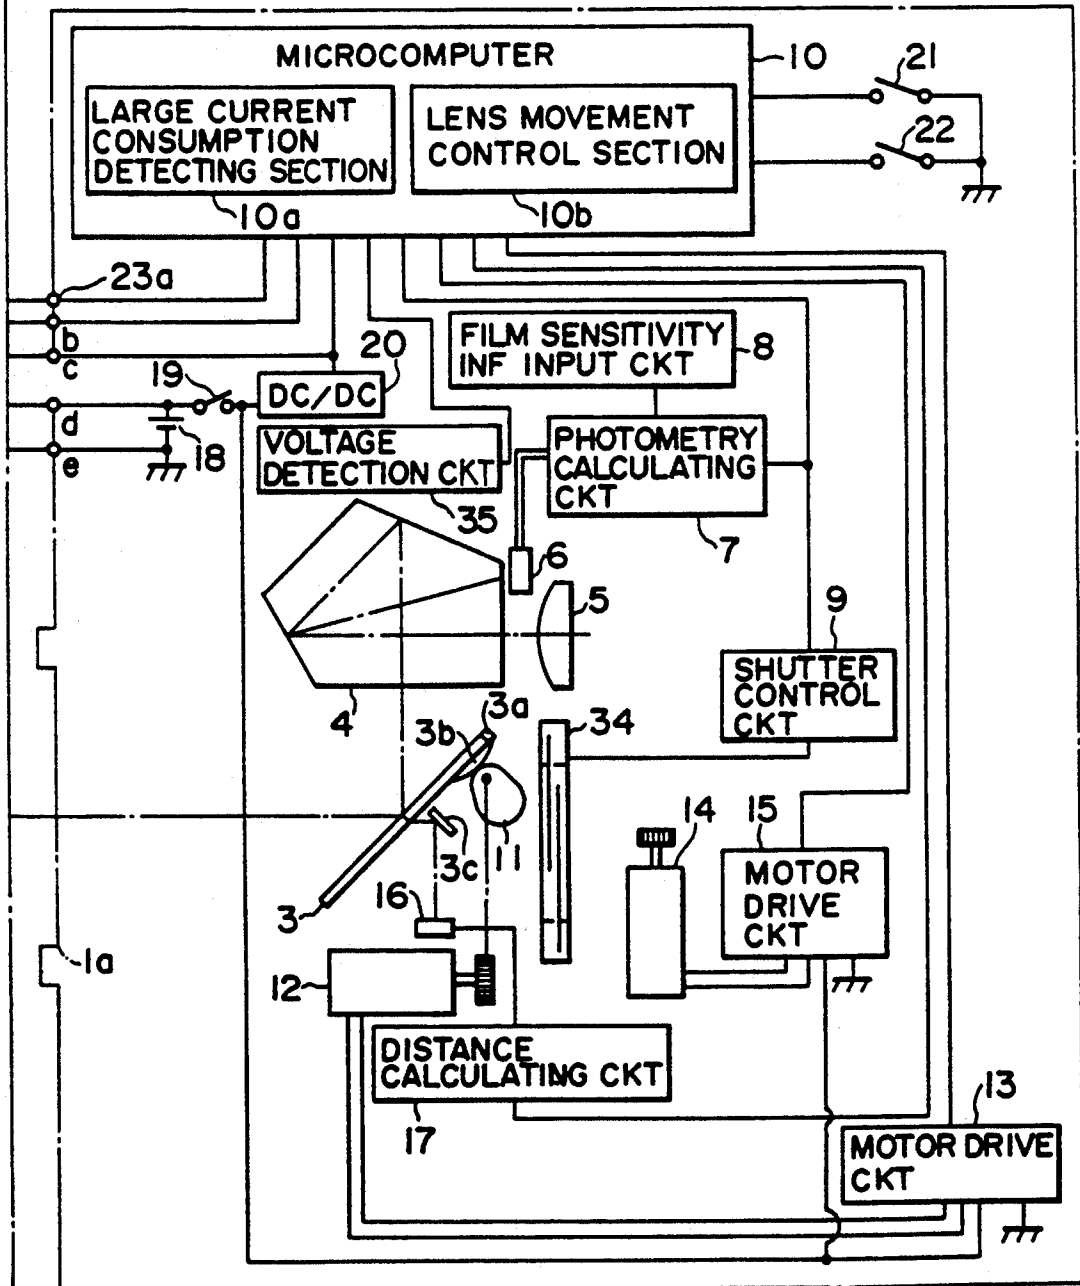 MICROCOMPUTER
10
21
LARGE CURRENT
CONSUMPTION
DETECTING SECTION
LENS MOVEMENT
CONTROL SECTION
22
10a
10b
23a
b
c
d
e
19
18
20
DC/DC
FILM SENSITIVITY
INF INPUT CKT
8
VOLTAGE
DETECTION CKT
35
PHOTOMETRY
CALCULATING
CKT
7
6
5
4
9
SHUTTER
CONTROL
CKT
3a
3b
34
3c
11
3
16
14
15
MOTOR
DRIVE
CKT
1a
12
DISTANCE
CALCULATING CKT
17
13
MOTOR DRIVE
CKT